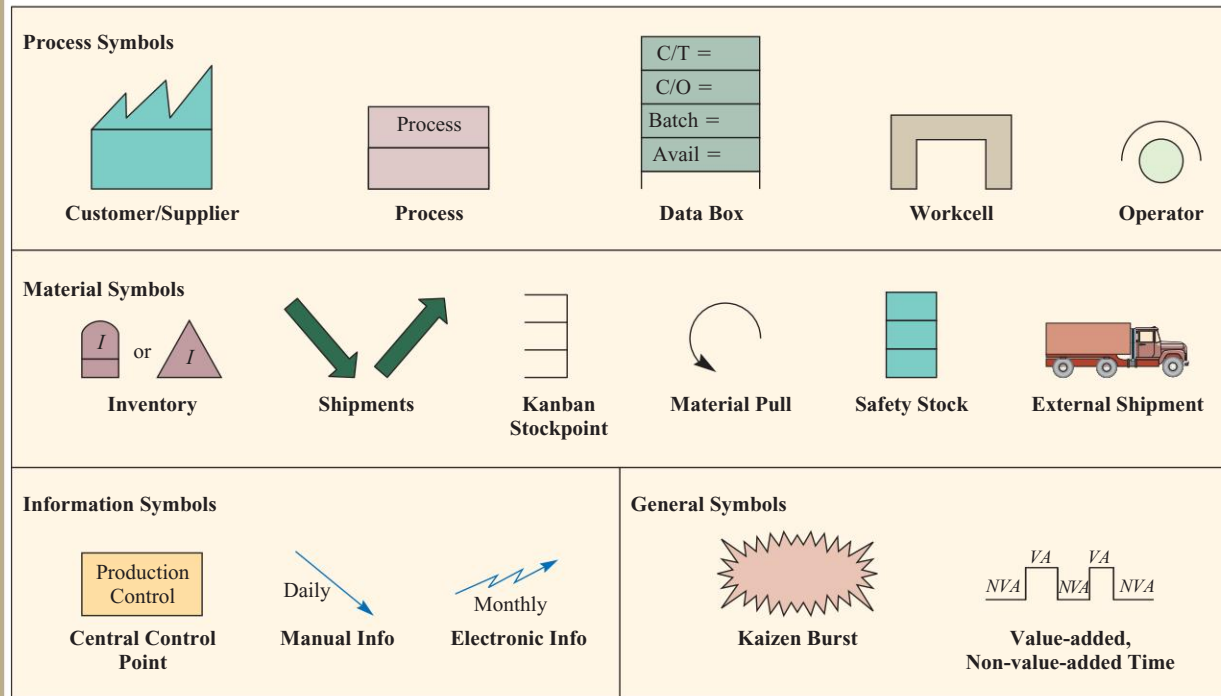 Process Symbols
C/T =
C/O =
Batch =
Avail =
Process
Customer/Supplier
Process
Data Box
Workcell
Operator
Material Symbols
I or I
Inventory
Shipments
Kanban
Stockpoint
Material Pull
Safety Stock
External Shipment
Information Symbols
Production
Control
Daily
Monthly
Central Control
Point
Manual Info
Electronic Info
General Symbols
NVA VA NVA VA NVA
Kaizen Burst
Value-added,
Non-value-added Time